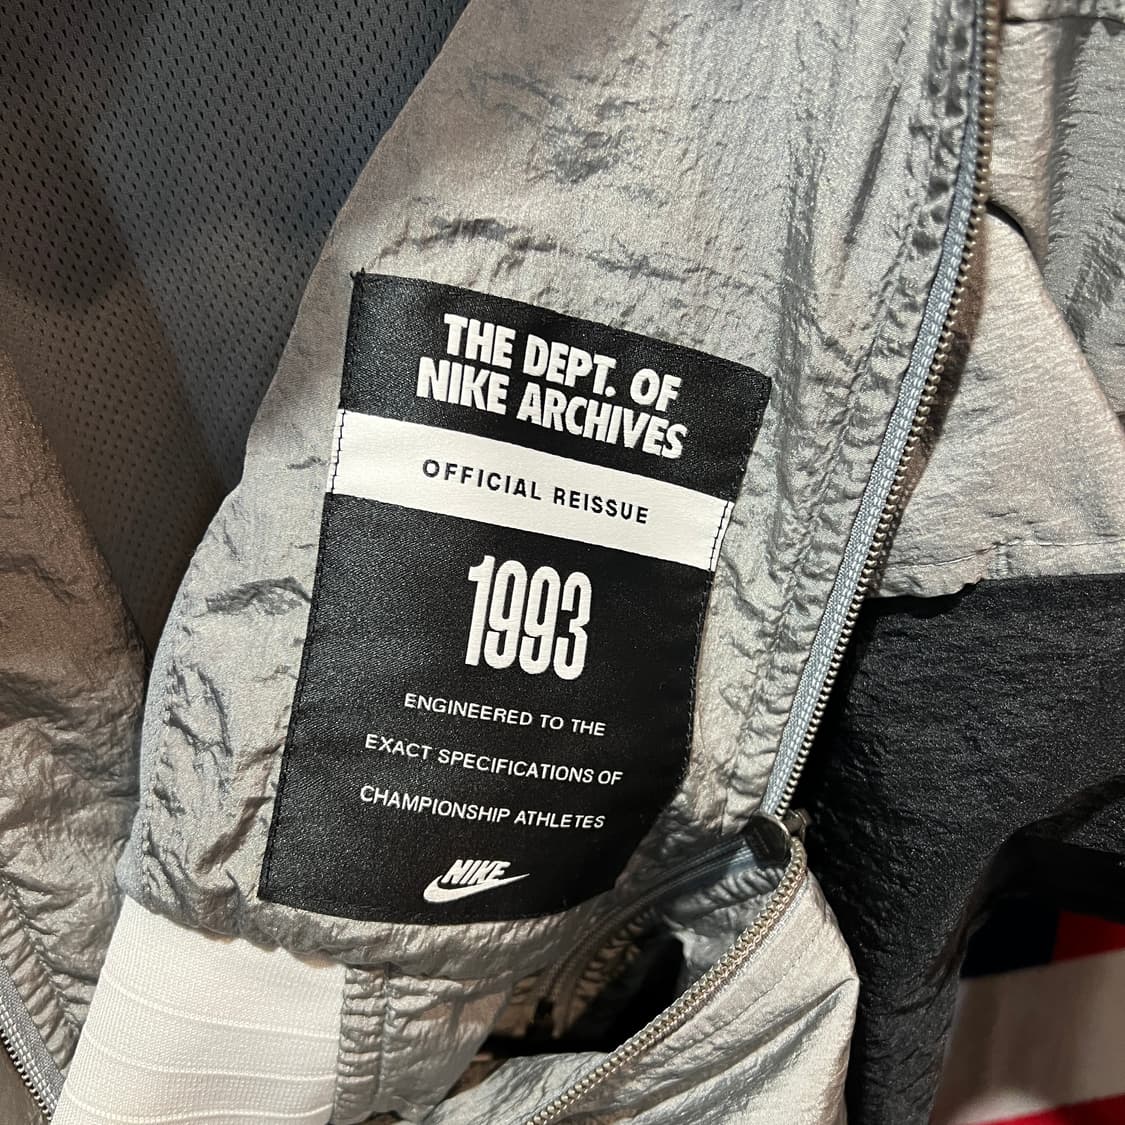 THE DEPT. OF
NIKE ARCHIVES
OFFICIAL REISSUE
1993
ENGINEERED TO THE
EXACT SPECIFICATIONS OF
CHAMPIONSHIP ATHLETES
NIKE